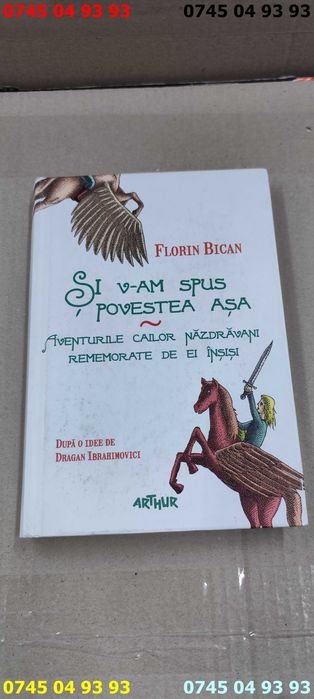 0745 04 93 93 0745 04 93 93
FLORIN BICAN
ȘI V-AM SPUS
POVESTEA AȘA
~
AVENTURILE CAILOR NĂZDRĂVANI
REMEMORATE DE EI ÎNȘIȘI
DUPĂ O IDEE DE
DRAGAN IBRAHIMOVICI
ARTHUR
0745 04 93 93 0745 04 93 93